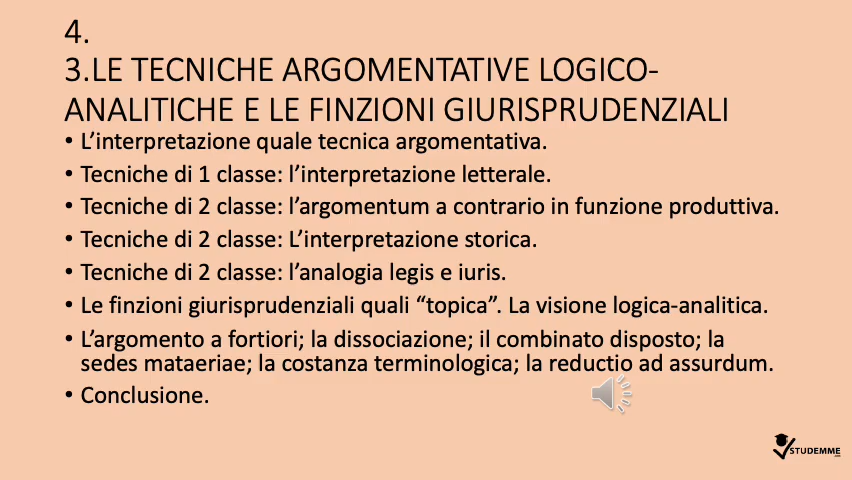 4.
3.LE TECNICHE ARGOMENTATIVE LOGICO-
ANALITICHE E LE FINZIONI GIURISPRUDENZIALI
• L’interpretazione quale tecnica argomentativa.
• Tecniche di 1 classe: l’interpretazione letterale.
• Tecniche di 2 classe: l’argomentum a contrario in funzione produttiva.
• Tecniche di 2 classe: L’interpretazione storica.
• Tecniche di 2 classe: l’analogia legis e iuris.
• Le finzioni giurisprudenziali quali “topica”. La visione logica-analitica.
• L’argomento a fortiori; la dissociazione; il combinato disposto; la
sedes mataeriae; la costanza terminologica; la reductio ad assurdum.
• Conclusione.
STUDEMME